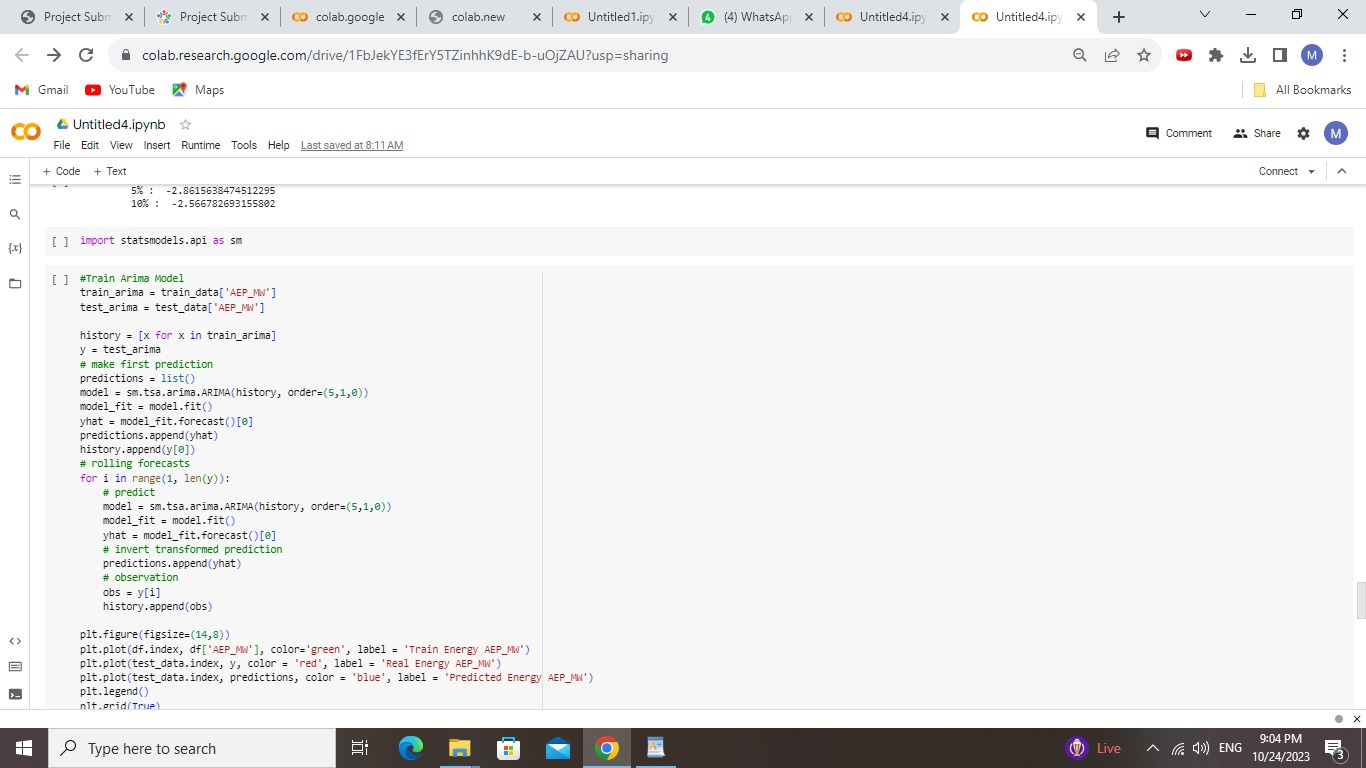 Project Subm
Project Subm
colab.google
colab.new
Untitled1.ipy
(4) WhatsAp
Untitled4.ipy
Untitled4.ipy
colab.research.google.com/drive/1FbJekYE3fErY5TZinhhK9dE-b-uOjZAU?usp=sharing
M
Gmail
YouTube
Maps
All Bookmarks
Untitled4.ipynb
File Edit View Insert Runtime Tools Help Last saved at 8:11 AM
Comment
Share
M
+ Code + Text
Connect
5% : -2.8615638474512295
10% : -2.566782693155802
[ ] import statsmodels.api as sm
[ ] #Train Arima Model
train_arima = train_data['AEP_MW']
test_arima = test_data['AEP_MW']
history = [x for x in train_arima]
y = test_arima
# make first prediction
predictions = list()
model = sm.tsa.arima.ARIMA(history, order=(5,1,0))
model_fit = model.fit()
yhat = model_fit.forecast()[0]
predictions.append(yhat)
history.append(y[0])
# rolling forecasts
for i in range(1, len(y)):
# predict
model = sm.tsa.arima.ARIMA(history, order=(5,1,0))
model_fit = model.fit()
yhat = model_fit.forecast()[0]
# invert transformed prediction
predictions.append(yhat)
# observation
obs = y[i]
history.append(obs)
plt.figure(figsize=(14,8))
plt.plot(df.index, df['AEP_MW'], color='green', label = 'Train Energy AEP_MW')
plt.plot(test_data.index, y, color = 'red', label = 'Real Energy AEP_MW')
plt.plot(test_data.index, predictions, color = 'blue', label = 'Predicted Energy AEP_MW')
plt.legend()
plt.grid(True)
{x}
Type here to search
Live
ENG
9:04 PM
10/24/2023
3